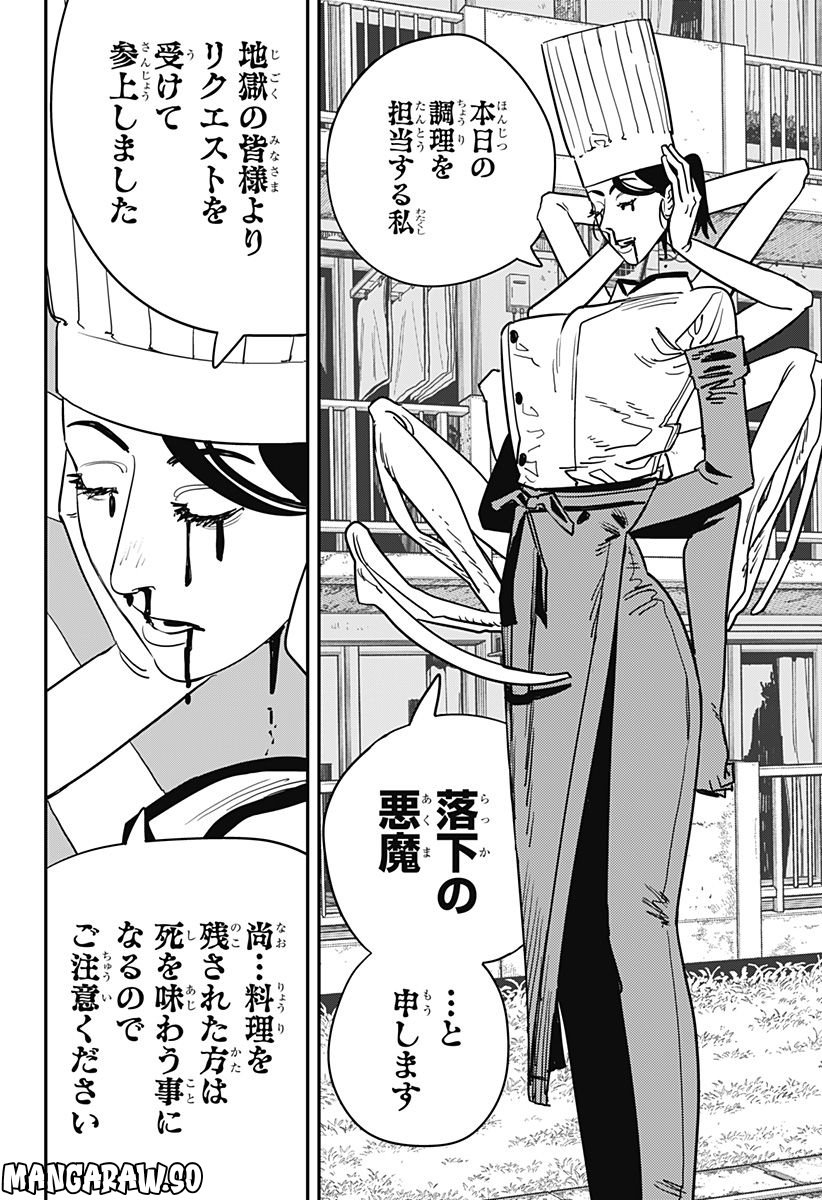 本日の
調理を
担当する私
落下の
悪魔
…と
申します
地獄の皆様より
リクエストを
受けて
参上しました
尚…料理を
残された方は
死を味わう事に
なるので
ご注意ください
MANGARAW.SO